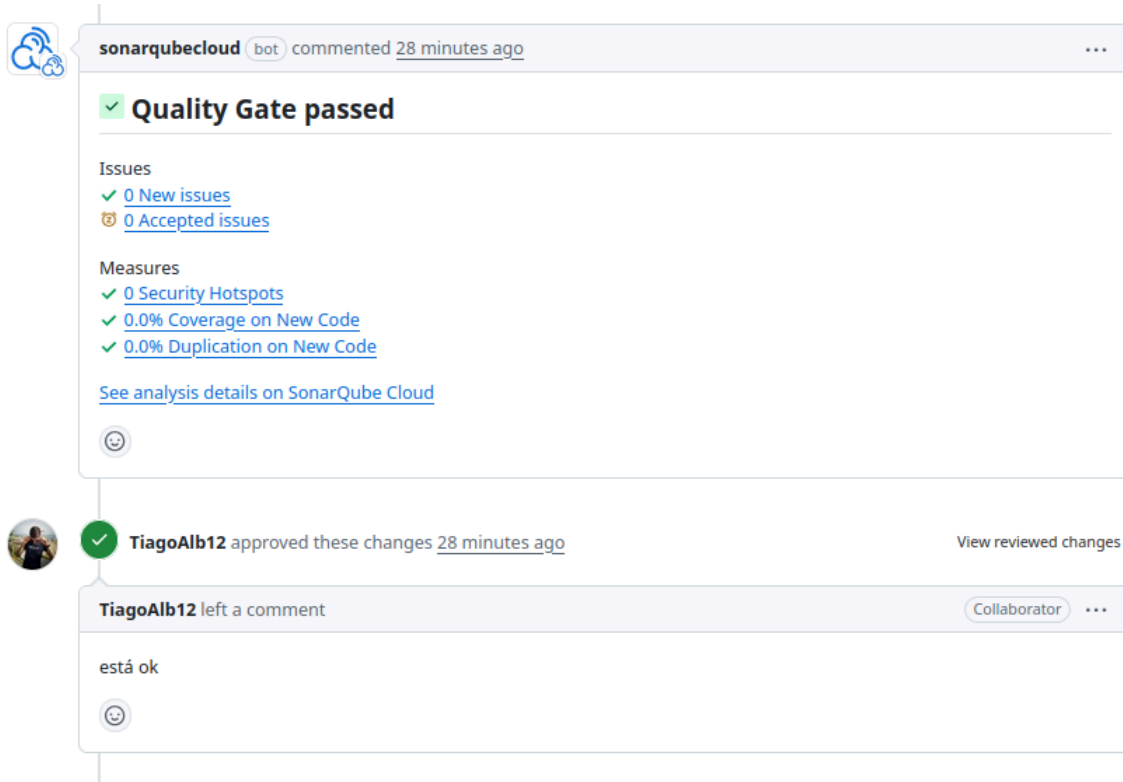 sonarqubecloud bot commented 28 minutes ago
Quality Gate passed
Issues
0 New issues
0 Accepted issues
Measures
0 Security Hotspots
0.0% Coverage on New Code
0.0% Duplication on New Code
See analysis details on SonarQube Cloud
TiagoAlb12 approved these changes 28 minutes ago View reviewed changes
TiagoAlb12 left a comment Collaborator
está ok